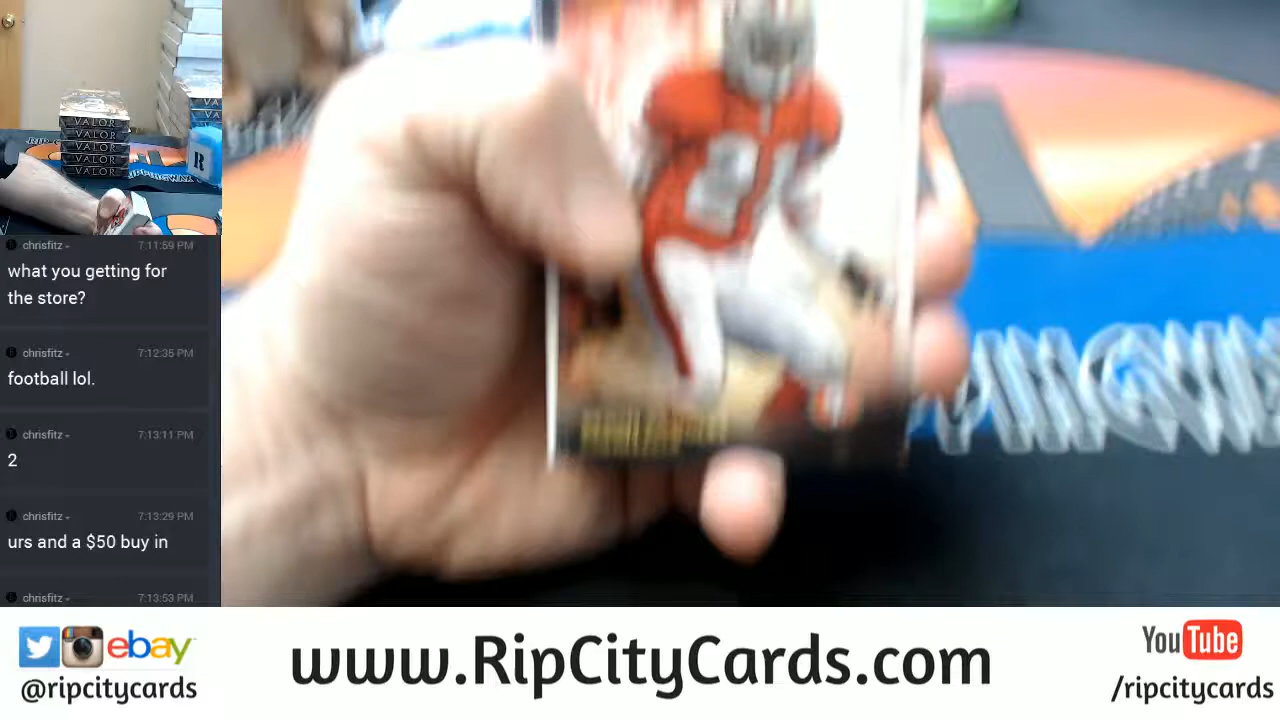 VALOR
VALOR
VALOR
VALOR
VALOR
R
chrisfitz 7:11:59 PM
what you getting for
the store?
chrisfitz 7:12:35 PM
football lol.
chrisfitz 7:13:11 PM
2
chrisfitz 7:13:29 PM
urs and a $50 buy in
chrisfitz 7:13:53 PM
ebay
@ripcitycards
www.RipCityCards.com
YouTube
/ripcitycards